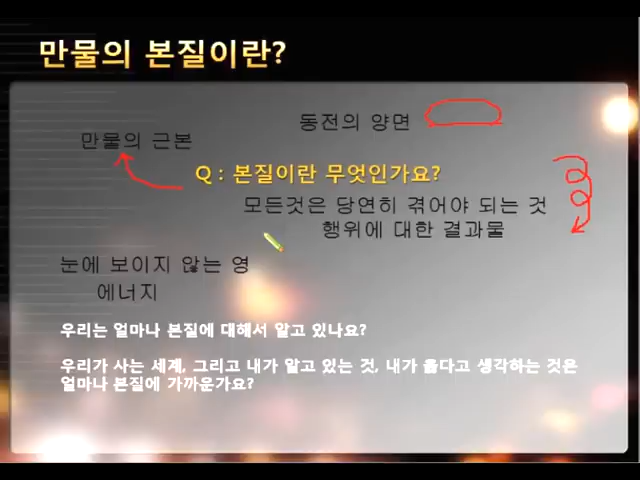 만물의 본질이란?
동전의 양면
만물의 근본
Q : 본질이란 무엇인가요?
모든것은 당연히 겪어야 되는 것
행위에 대한 결과물
눈에 보이지 않는 영
에너지
우리는 얼마나 본질에 대해서 알고 있나요?
우리가 사는 세계, 그리고 내가 알고 있는 것, 내가 옳다고 생각하는 것은
얼마나 본질에 가까운가요?